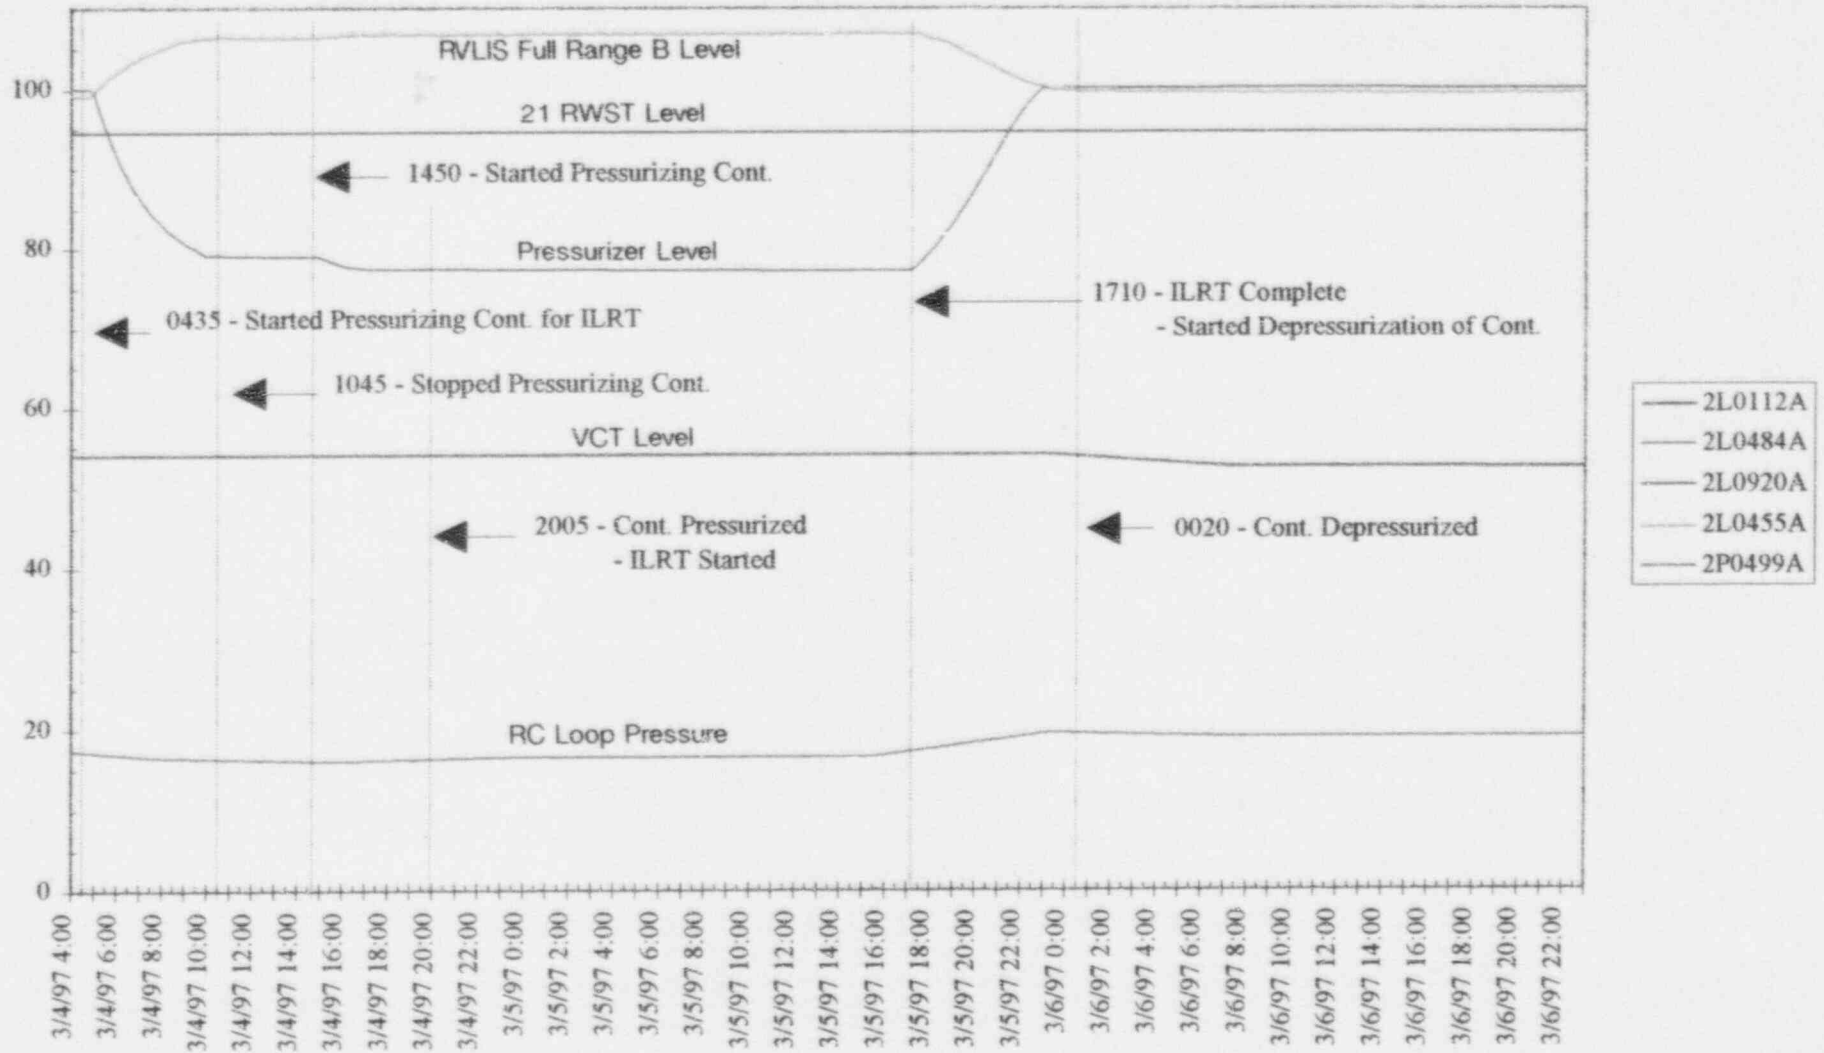 RVLIS Full Range B Level
100
21 RWST Level
1450 - Started Pressurizing Cont.
80
Pressurizer Level
1710 - ILRT Complete
- Started Depressurization of Cont.
0435 - Started Pressurizing Cont. for ILRT
1045 - Stopped Pressurizing Cont.
60
VCT Level
2L0112A
2L0484A
2L0920A
2L0455A
2P0499A
2005 - Cont. Pressurized
- ILRT Started
0020 - Cont. Depressurized
40
20
RC Loop Pressure
0
3/4/97 4:00
3/4/97 6:00
3/4/97 8:00
3/4/97 10:00
3/4/97 12:00
3/4/97 14:00
3/4/97 16:00
3/4/97 18:00
3/4/97 20:00
3/4/97 22:00
3/5/97 0:00
3/5/97 2:00
3/5/97 4:00
3/5/97 6:00
3/5/97 8:00
3/5/97 10:00
3/5/97 12:00
3/5/97 14:00
3/5/97 16:00
3/5/97 18:00
3/5/97 20:00
3/5/97 22:00
3/6/97 0:00
3/6/97 2:00
3/6/97 4:00
3/6/97 6:00
3/6/97 8:00
3/6/97 10:00
3/6/97 12:00
3/6/97 14:00
3/6/97 16:00
3/6/97 18:00
3/6/97 20:00
3/6/97 22:00